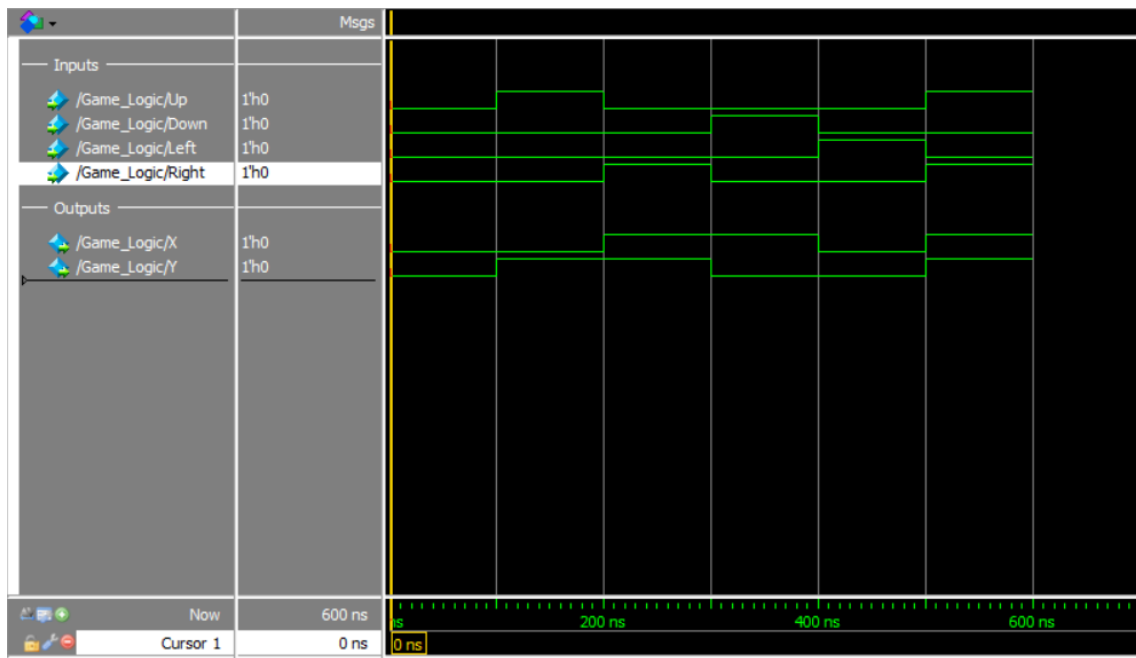 Msgs
Inputs
/Game_Logic/Up 1'h0
/Game_Logic/Down 1'h0
/Game_Logic/Left 1'h0
/Game_Logic/Right 1'h0
Outputs
/Game_Logic/X 1'h0
/Game_Logic/Y 1'h0
Now 600 ns
ns 200 ns 400 ns 600 ns
Cursor 1 0 ns 0 ns